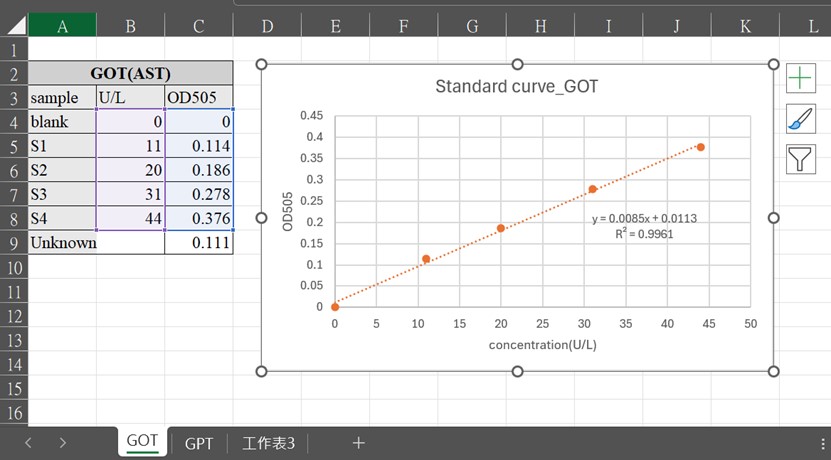 A B C D E F G H I J K L
1
2 GOT(AST)
3 sample U/L OD505
4 blank 0 0
5 S1 11 0.114
6 S2 20 0.186
7 S3 31 0.278
8 S4 44 0.376
9 Unknown 0.111
10
11
12
13
14
15
16
Standard curve_GOT
0.45
0.4
0.35
0.3
0.25
0.2
0.15
0.1
0.05
0
OD505
y = 0.0085x + 0.0113
R² = 0.9961
0 5 10 15 20 25 30 35 40 45 50
concentration(U/L)
GOT GPT 工作表3